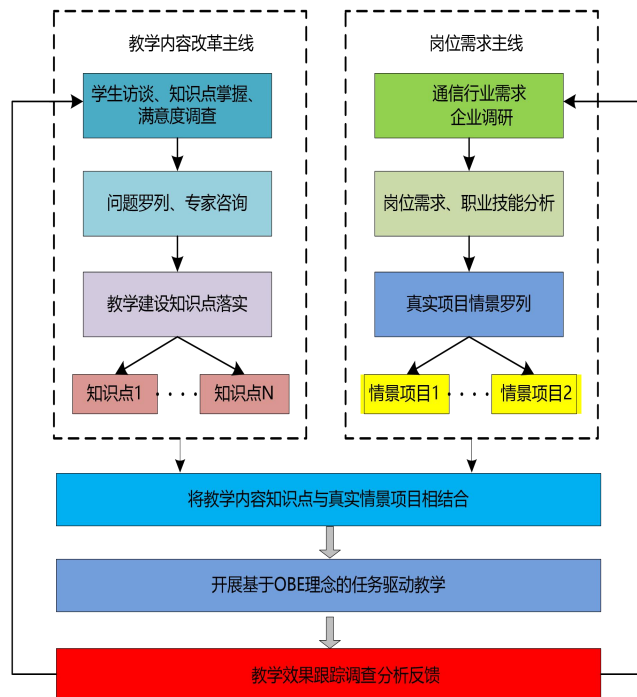 教学内容改革主线
学生访谈、知识点掌握、
满意度调查
问题罗列、专家咨询
教学建设知识点落实
知识点1 · · · · 知识点N
岗位需求主线
通信行业需求
企业调研
岗位需求、职业技能分析
真实项目情景罗列
情景项目1 · · · · 情景项目2
将教学内容知识点与真实情景项目相结合
开展基于OBE理念的任务驱动教学
教学效果跟踪调查分析反馈